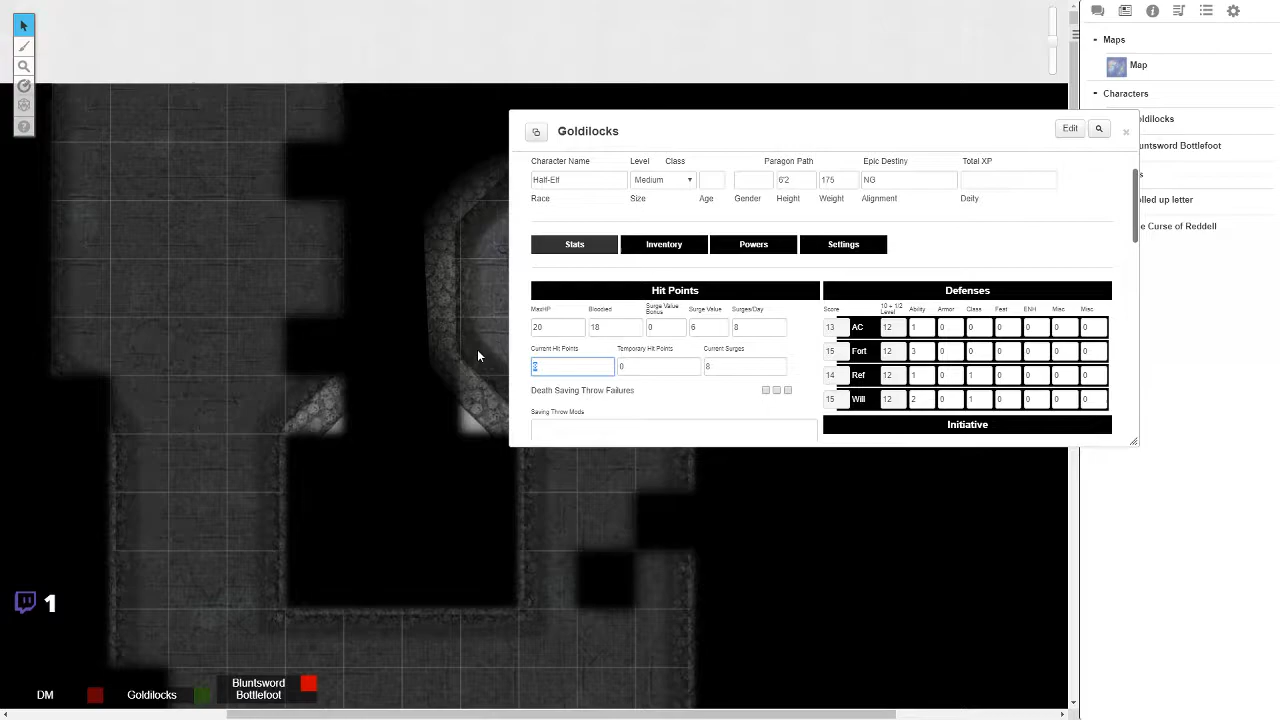 Maps
Map
Characters
oldilocks
luntsword Bottlefoot
s
olled up letter
e Curse of Reddell
Goldilocks
Edit
Character Name Level Class Paragon Path Epic Destiny Total XP
Half-Elf Medium 6'2 175 NG
Race Size Age Gender Height Weight Alignment Deity
Stats Inventory Powers Settings
Hit Points
MaxHP Bloodied Surge Value Bonus Surge Value Surges/Day
20 18 0 6 8
Current Hit Points Temporary Hit Points Current Surges
0 8
Death Saving Throw Failures
Saving Throw Mods
Defenses
Score 10 + 1/2 Level Ability Armor Class Feat ENH Misc Misc
13 AC 12 1 0 0 0 0 0
15 Fort 12 3 0 0 0 0 0 0
14 Ref 12 1 0 1 0 0 0 0
15 Will 12 2 0 1 0 0 0 0
Initiative
1
DM
Goldilocks
Bluntsword
Bottlefoot